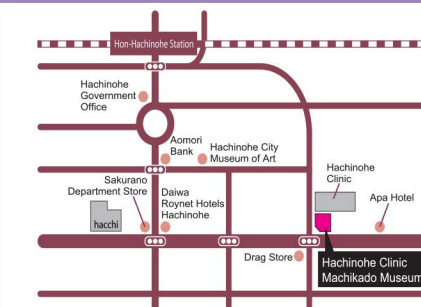 Hon-Hachinohe Station
Hachinohe
Government
Office
Aomori
Bank
Hachinohe City
Museum of Art
Sakurano
Department Store
Daiwa
Roynet Hotels
Hachinohe
hacchi
Hachinohe
Clinic
Apa Hotel
Drag Store
Hachinohe Clinic
Machikado Museum